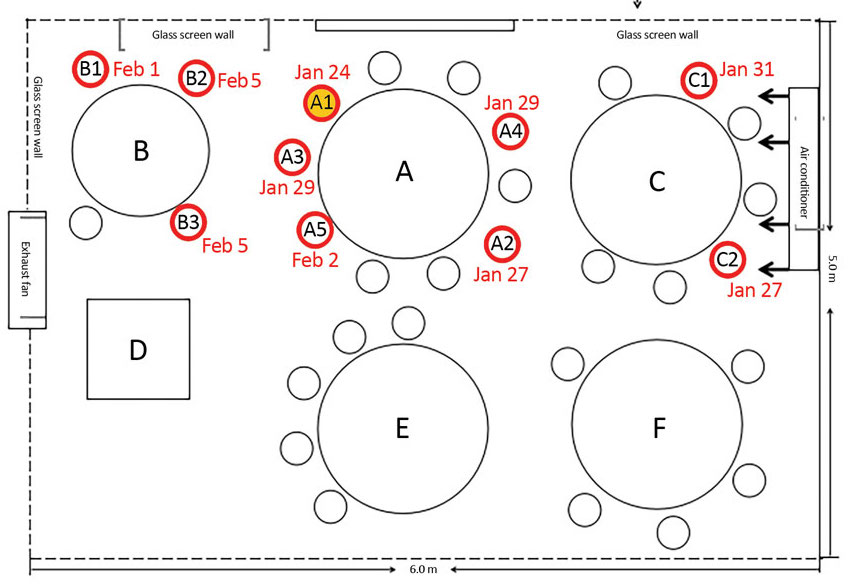 Glass screen wall
Glass screen wall
B1 Feb 1
B2 Feb 5
Jan 24
A1
Jan 29
A4
C1 Jan 31
Glass screen wall
B
A
C
A3
Jan 29
Air conditioner
B3
Feb 5
A5
Feb 2
A2
Jan 27
C2
Jan 27
Exhaust fan
5.0 m
D
E
F
6.0 m